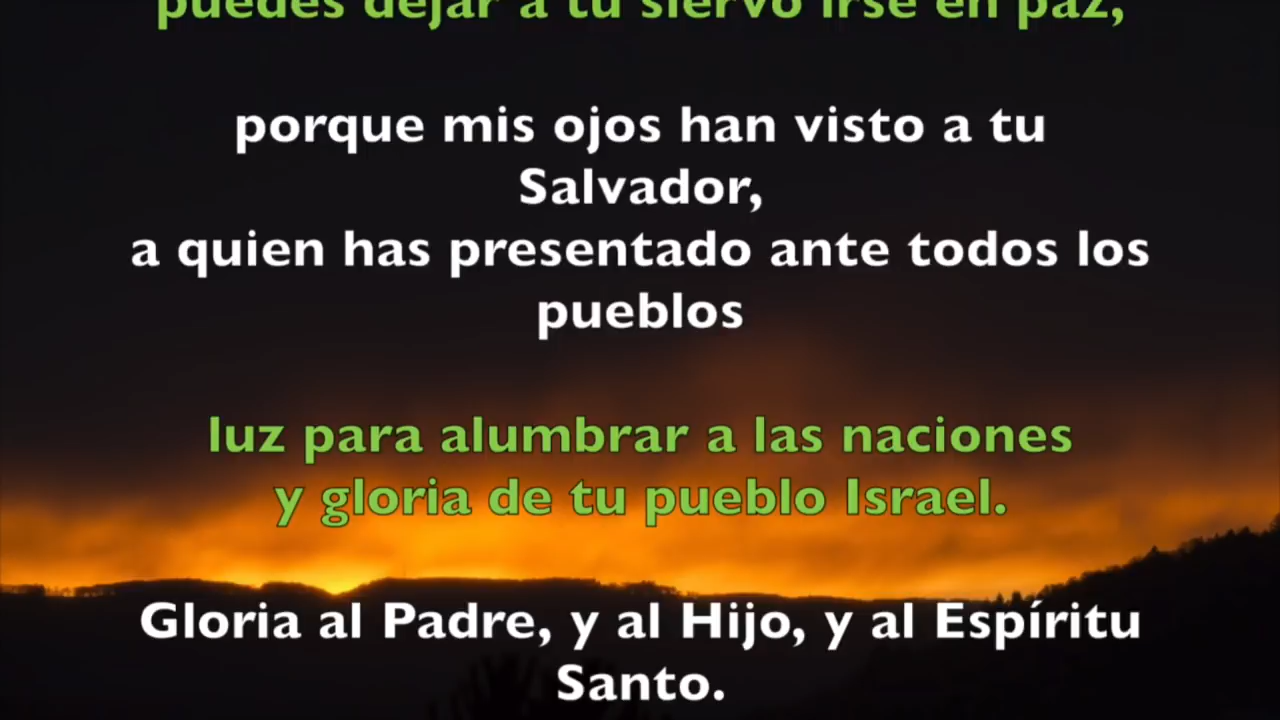 puedes dejar a tu siervo irse en paz,
porque mis ojos han visto a tu
Salvador,
a quien has presentado ante todos los
pueblos
luz para alumbrar a las naciones
y gloria de tu pueblo Israel.
Gloria al Padre, y al Hijo, y al Espíritu
Santo.